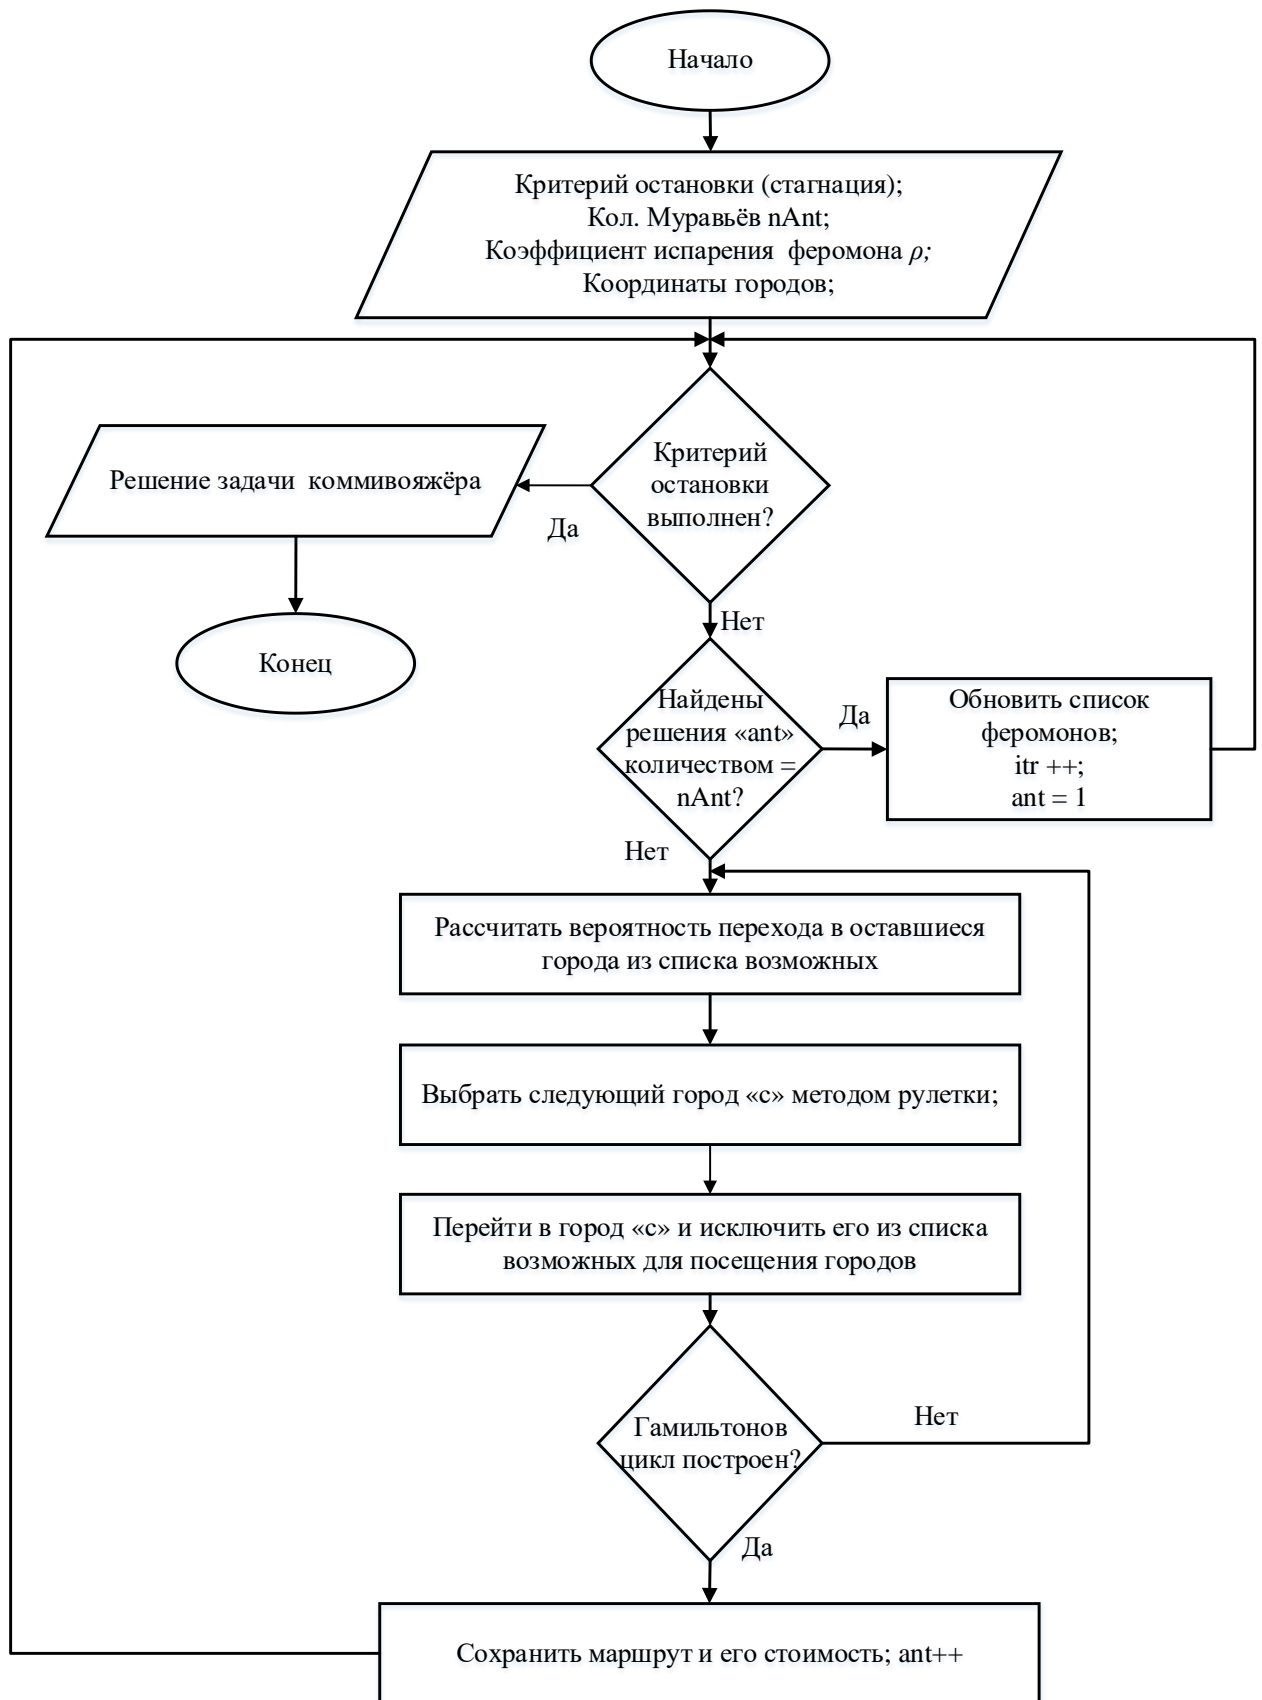 Начало
Критерий остановки (стагнация);
Кол. Муравьёв nAnt;
Коэффициент испарения феромона ρ;
Координаты городов;
Критерий
остановки
выполнен?
Решение задачи коммивояжёра
Да
Конец
Нет
Найдены
решения «ant»
количеством =
nAnt?
Да
Обновить список
феромонов;
itr ++;
ant = 1
Нет
Рассчитать вероятность перехода в оставшиеся
города из списка возможных
Выбрать следующий город «с» методом рулетки;
Перейти в город «с» и исключить его из списка
возможных для посещения городов
Гамильтонов
цикл построен?
Нет
Да
Сохранить маршрут и его стоимость; ant++